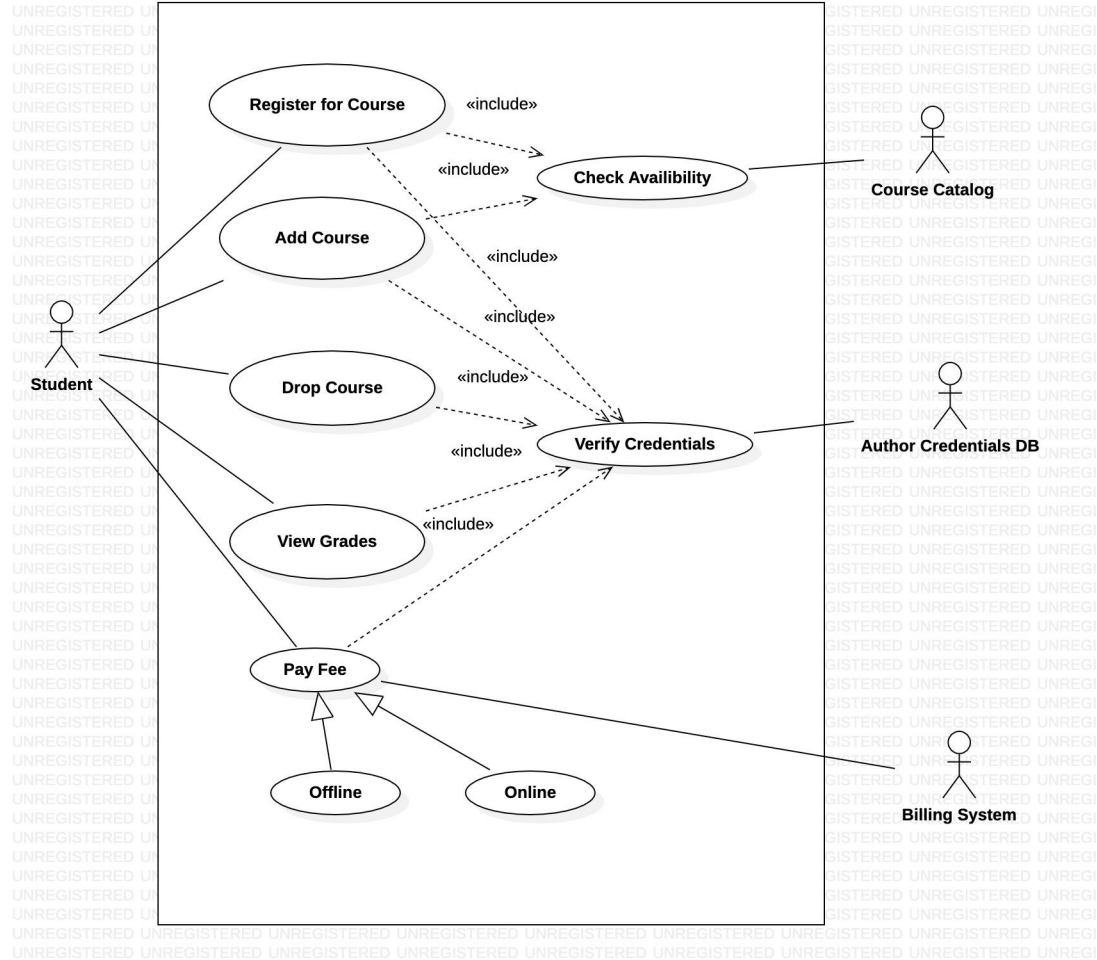 Register for Course
«include»
Check Availibility
Course Catalog
«include»
Add Course
«include»
«include»
Student
Drop Course
«include»
Verify Credentials
Author Credentials DB
«include»
View Grades
«include»
Pay Fee
Offline
Online
Billing System
UNREGISTERED